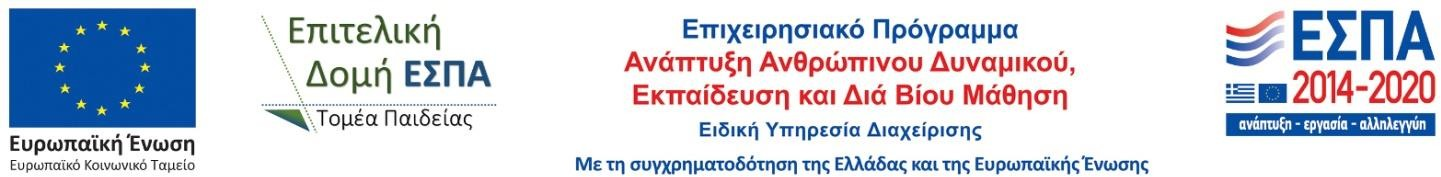 Ευρωπαϊκή Ένωση
Ευρωπαϊκό Κοινωνικό Ταμείο
Επιτελική
Δομή ΕΣΠΑ
Τομέα Παιδείας
Επιχειρησιακό Πρόγραμμα
Ανάπτυξη Ανθρώπινου Δυναμικού,
Εκπαίδευση και Διά Βίου Μάθηση
Ειδική Υπηρεσία Διαχείρισης
Με τη συγχρηματοδότηση της Ελλάδας και της Ευρωπαϊκής Ένωσης
ΕΣΠΑ
2014-2020
ανάπτυξη - εργασία - αλληλεγγύη